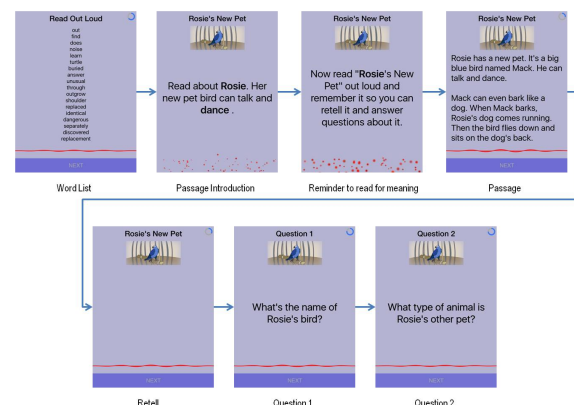 Read Out Loud
out
find
does
noise
learn
turtle
buried
answer
unusual
through
outgrow
shoulder
replaced
identical
dangerous
separately
discovered
replacement
NEXT
Word List
Rosie's New Pet
Read about Rosie. Her
new pet bird can talk and
dance .
Passage Introduction
Rosie's New Pet
Now read "Rosie's New
Pet" out loud and
remember it so you can
retell it and answer
questions about it.
Reminder to read for meaning
Rosie's New Pet
Rosie has a new pet. It's a big
blue bird named Mack. He can
talk and dance.
Mack can even bark like a
dog. When Mack barks,
Rosie's dog comes running.
Then the bird flies down and
sits on the dog's back.
NEXT
Passage
Rosie's New Pet
NEXT
Retell
Question 1
What's the name of
Rosie's bird?
NEXT
Question 1
Question 2
What type of animal is
Rosie's other pet?
NEXT
Question 2